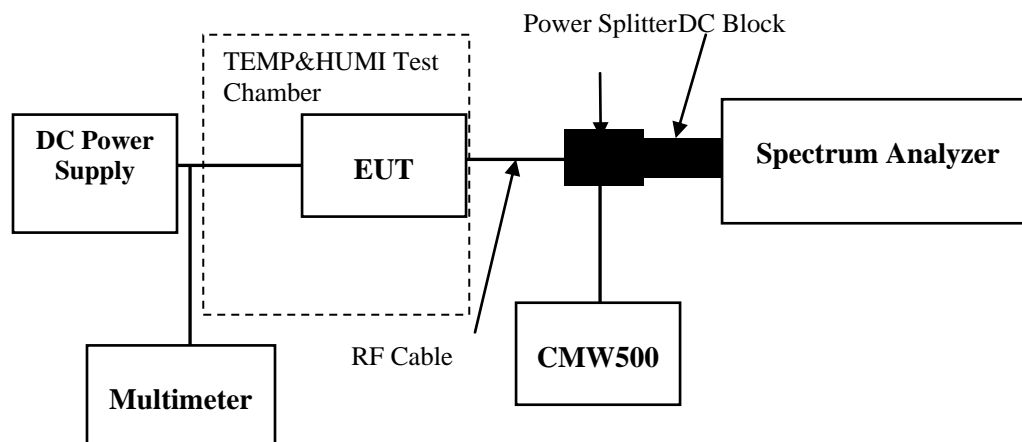 Power SplitterDC Block
TEMP&HUMI Test
Chamber
DC Power
Supply
EUT
Spectrum Analyzer
RF Cable
CMW500
Multimeter